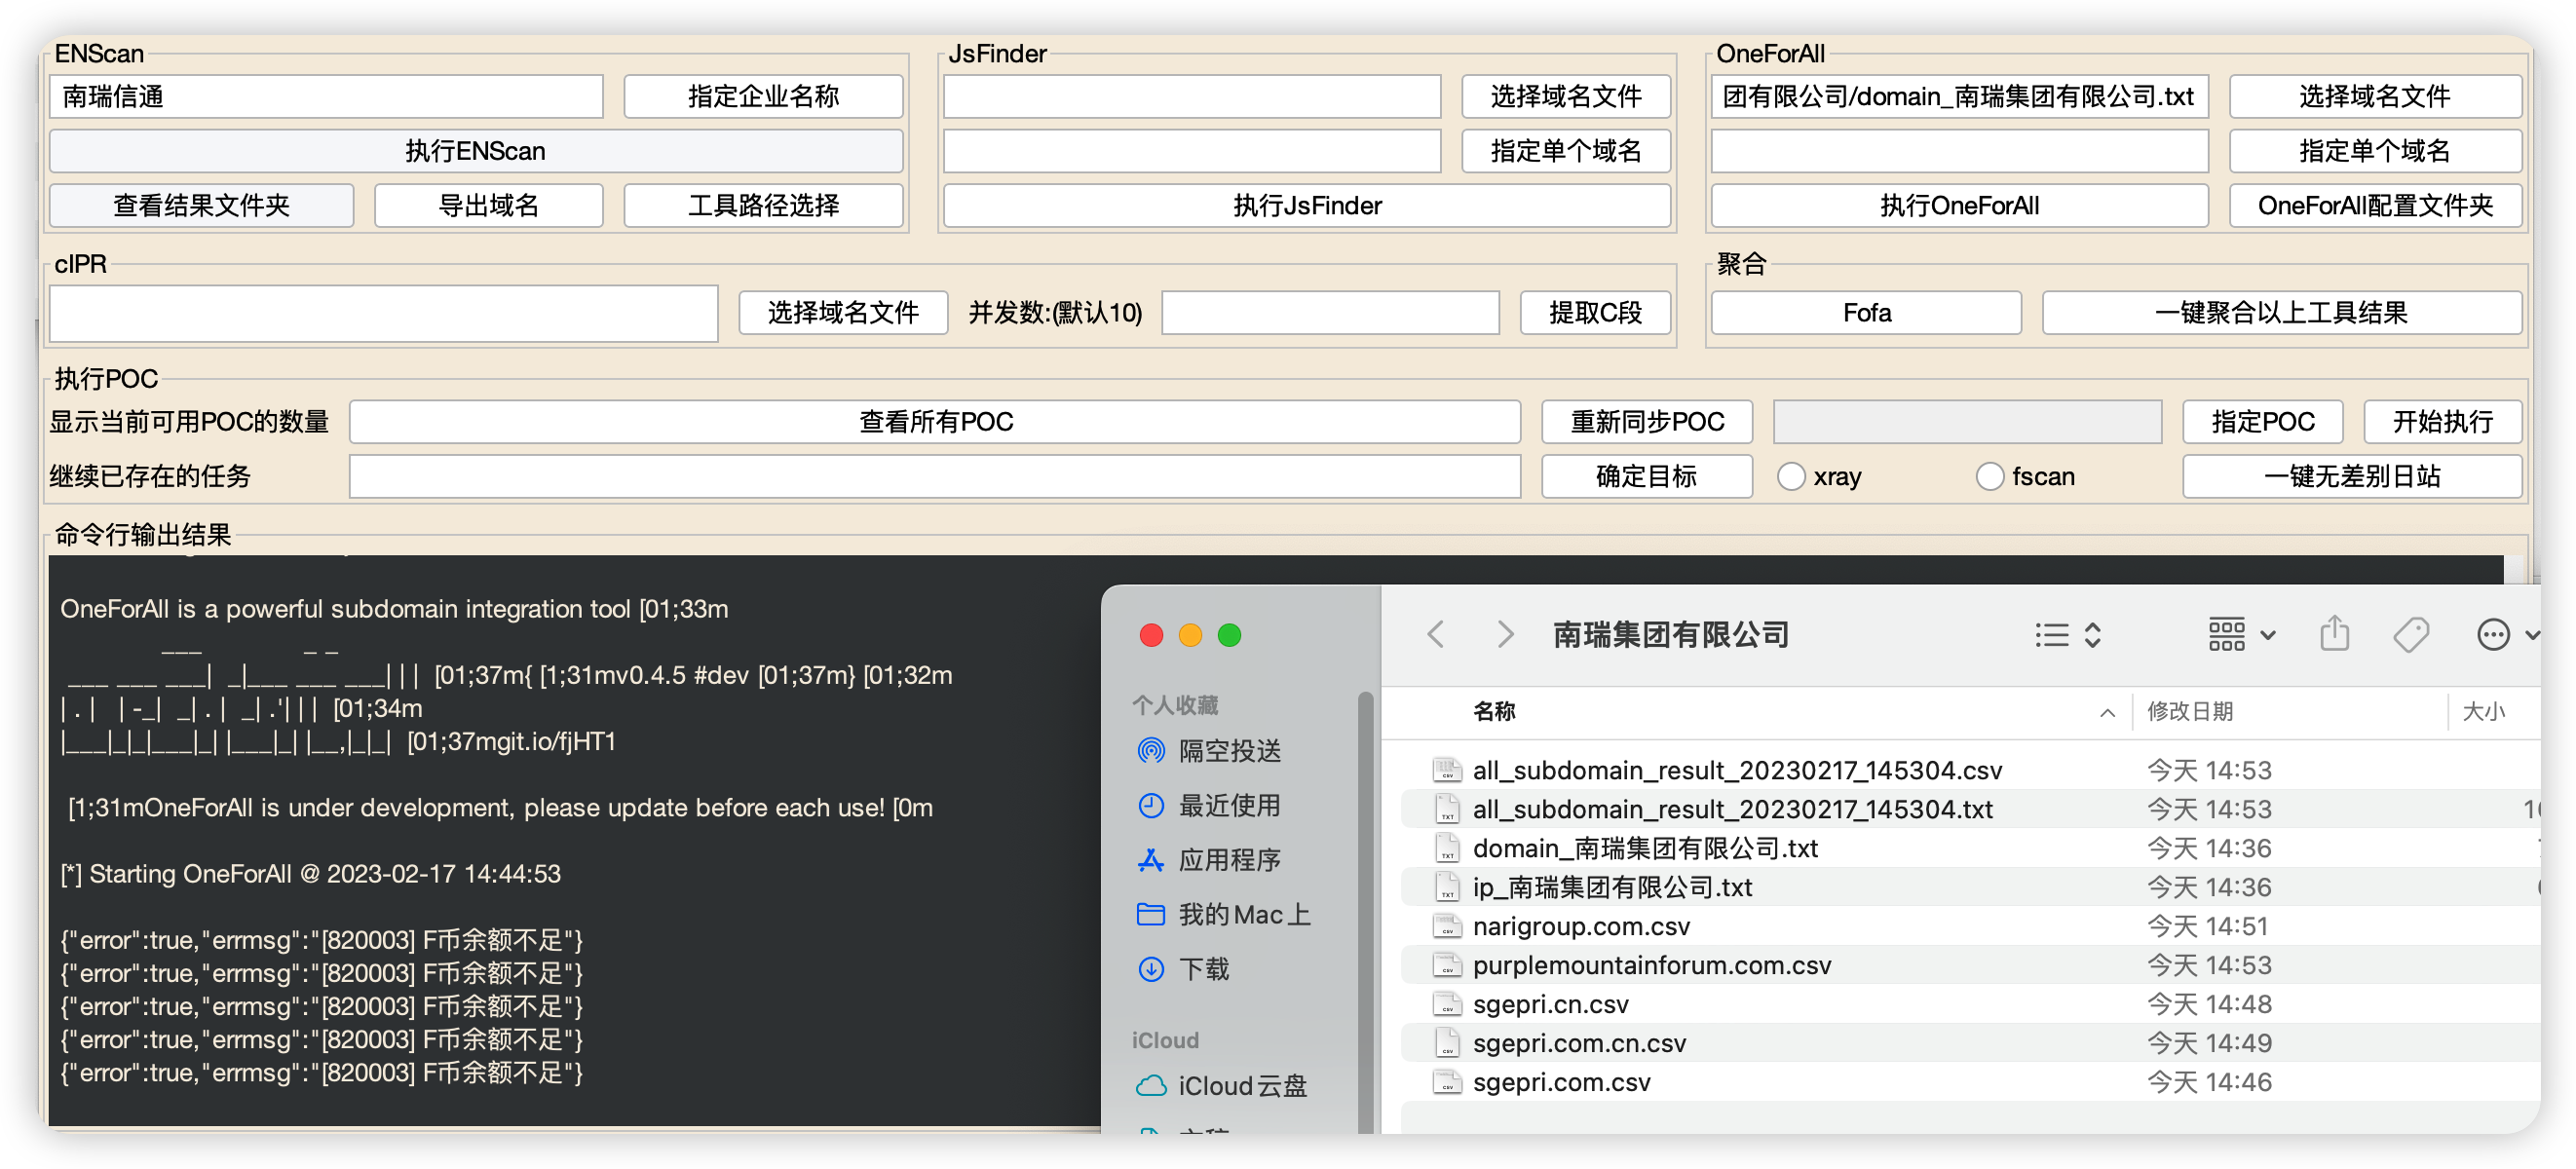 ENScan
南瑞信通
指定企业名称
执行ENScan
查看结果文件夹
导出域名
工具路径选择
JsFinder
选择域名文件
指定单个域名
执行JsFinder
OneForAll
团有限公司/domain_南瑞集团有限公司.txt
选择域名文件
指定单个域名
执行OneForAll
OneForAll配置文件夹
cIPR
选择域名文件
并发数:(默认10)
提取C段
聚合
Fofa
一键聚合以上工具结果
执行POC
显示当前可用POC的数量
查看所有POC
重新同步POC
指定POC
开始执行
继续已存在的任务
确定目标
xray
fscan
一键无差别日站
命令行输出结果
OneForAll is a powerful subdomain integration tool [01;33m
___ _ _
___ ___ ___| _|___ ___ ___| | | [01;37m{ [1;31mv0.4.5 #dev [01;37m} [01;32m
| . | | -_| _| . | _| .'| | | [01;34m
|___|_|_|___|_| |___|_| |__,|_|_| [01;37mgit.io/fjHT1
[1;31mOneForAll is under development, please update before each use! [0m
[*] Starting OneForAll @ 2023-02-17 14:44:53
{"error":true,"errmsg":"[820003] F币余额不足"}
{"error":true,"errmsg":"[820003] F币余额不足"}
{"error":true,"errmsg":"[820003] F币余额不足"}
{"error":true,"errmsg":"[820003] F币余额不足"}
{"error":true,"errmsg":"[820003] F币余额不足"}
个人收藏
隔空投送
最近使用
应用程序
我的Mac上
下载
iCloud
iCloud云盘
南瑞集团有限公司
名称 修改日期 大小
all_subdomain_result_20230217_145304.csv 今天 14:53
all_subdomain_result_20230217_145304.txt 今天 14:53
domain_南瑞集团有限公司.txt 今天 14:36
ip_南瑞集团有限公司.txt 今天 14:36
narigroup.com.csv 今天 14:51
purplemountainforum.com.csv 今天 14:53
sgepri.cn.csv 今天 14:48
sgepri.com.cn.csv 今天 14:49
sgepri.com.csv 今天 14:46